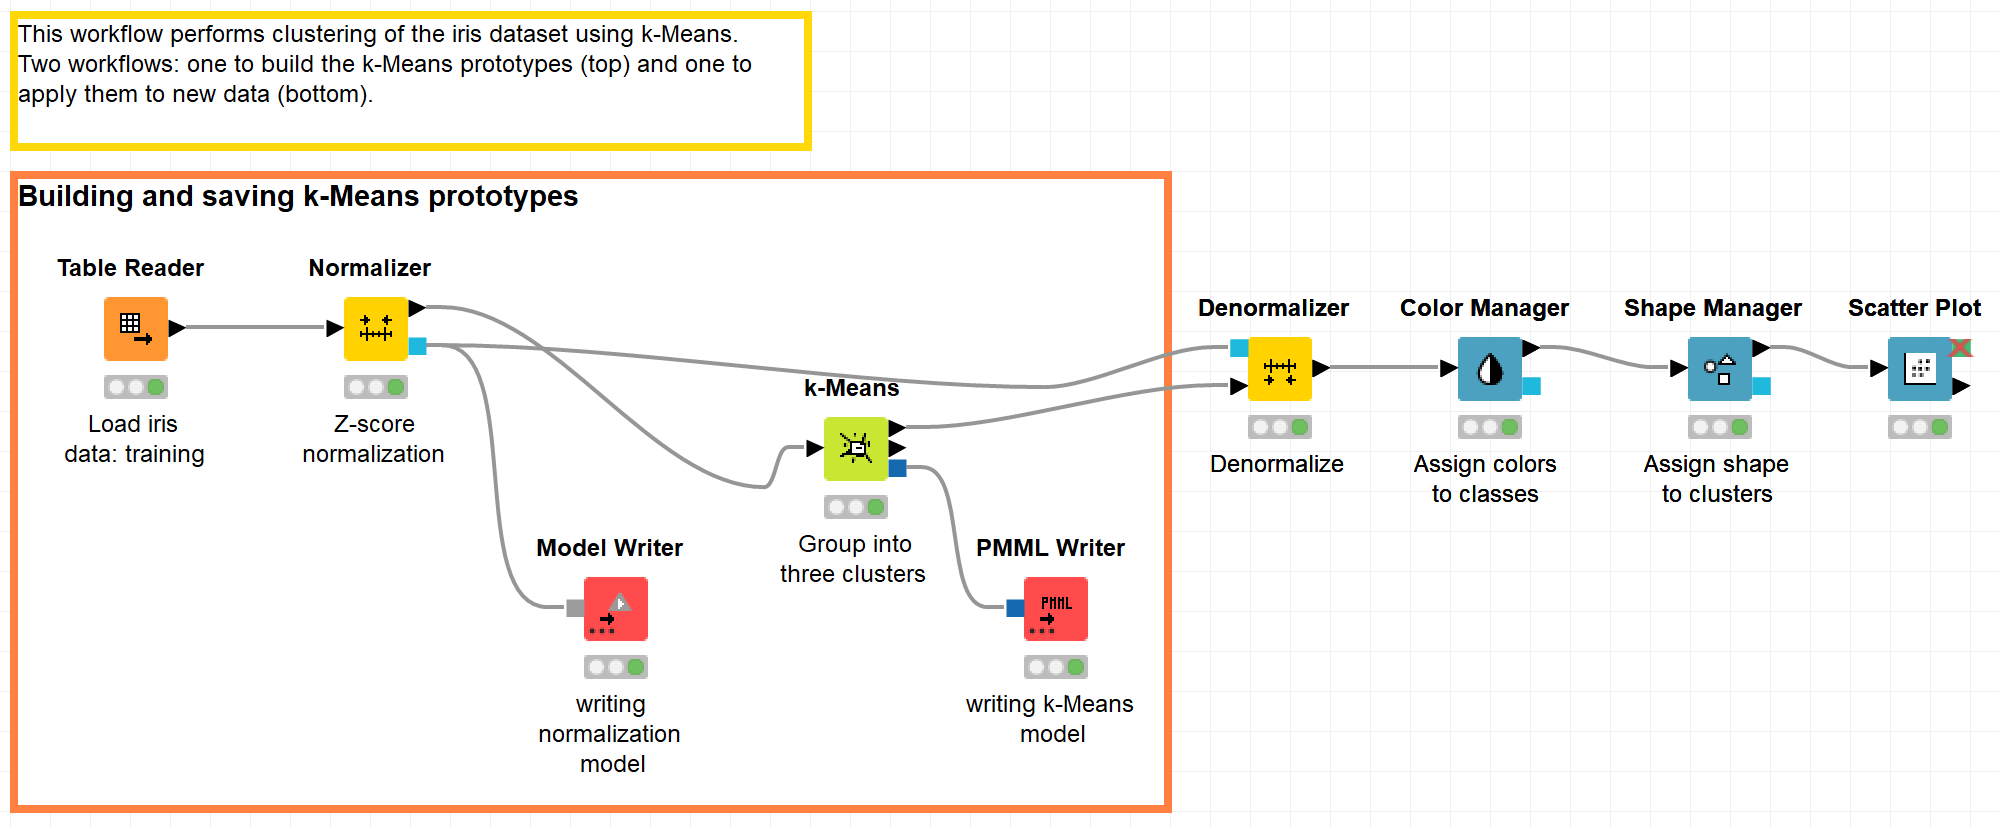 This workflow performs clustering of the iris dataset using k-Means.
Two workflows: one to build the k-Means prototypes (top) and one to
apply them to new data (bottom).
Building and saving k-Means prototypes
Table Reader
Load iris
data: training
Normalizer
Z-score
normalization
Model Writer
writing
normalization
model
k-Means
Group into
three clusters
PMML Writer
PMML
writing k-Means
model
Denormalizer
Denormalize
Color Manager
Assign colors
to classes
Shape Manager
Assign shape
to clusters
Scatter Plot